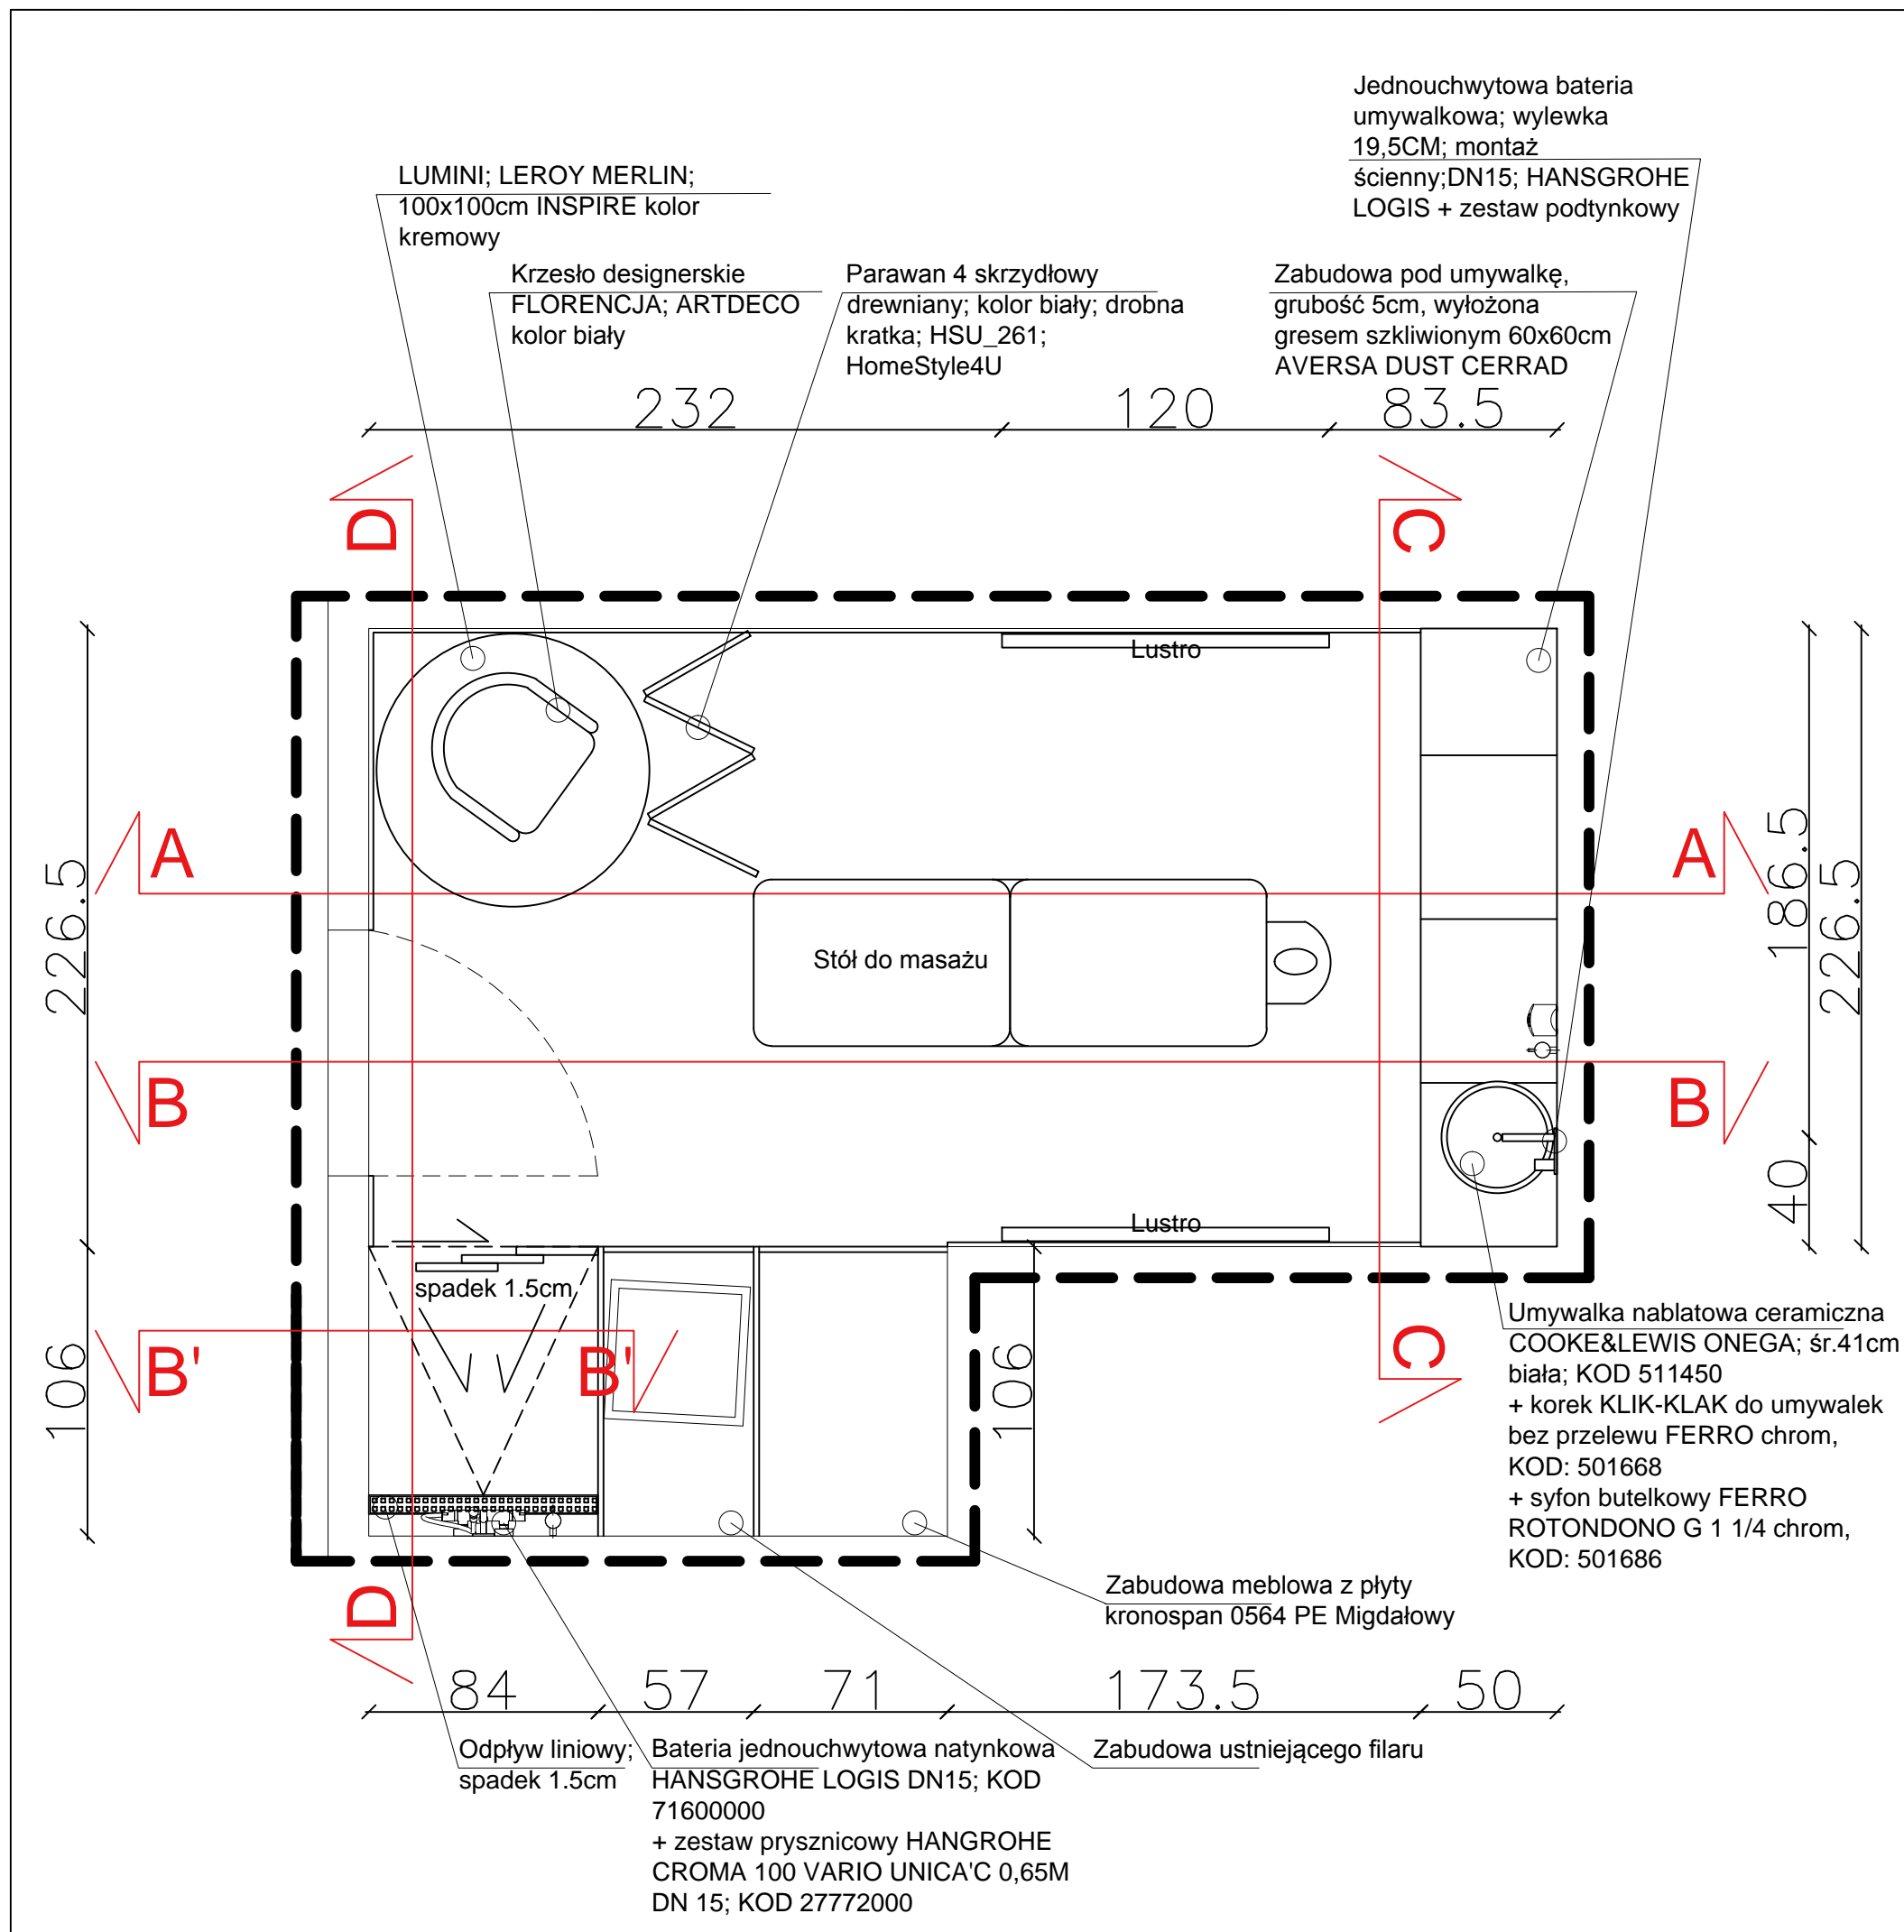 Jednouchwytowa bateria
umywalkowa; wylewka
19,5CM; montaż
ścienny;DN15; HANSGROHE
LOGIS + zestaw podtynkowy
LUMINI; LEROY MERLIN;
100x100cm INSPIRE kolor
kremowy
Krzesło designerskie
FLORENCJA; ARTDECO
kolor biały
Parawan 4 skrzydłowy
drewniany; kolor biały; drobna
kratka; HSU_261;
HomeStyle4U
Zabudowa pod umywalkę,
grubość 5cm, wyłożona
gresem szkliwionym 60x60cm
AVERSA DUST CERRAD
232
120
83.5
D
C
Lustro
A
A
226.5
186.5
226.5
Stół do masażu
B
B
40
Lustro
spadek 1.5cm
B'
B'
106
106
C
Umywalka nablatowa ceramiczna
COOKE&LEWIS ONEGA; śr.41cm
biała; KOD 511450
+ korek KLIK-KLAK do umywalek
bez przelewu FERRO chrom,
KOD: 501668
+ syfon butelkowy FERRO
ROTONDONO G 1 1/4 chrom,
KOD: 501686
D
Zabudowa meblowa z płyty
kronospan 0564 PE Migdałowy
84
57
71
173.5
50
Odpływ liniowy;
spadek 1.5cm
Bateria jednouchwytowa natynkowa
HANSGROHE LOGIS DN15; KOD
71600000
+ zestaw prysznicowy HANGROHE
CROMA 100 VARIO UNICA'C 0,65M
DN 15; KOD 27772000
Zabudowa ustniejącego filaru